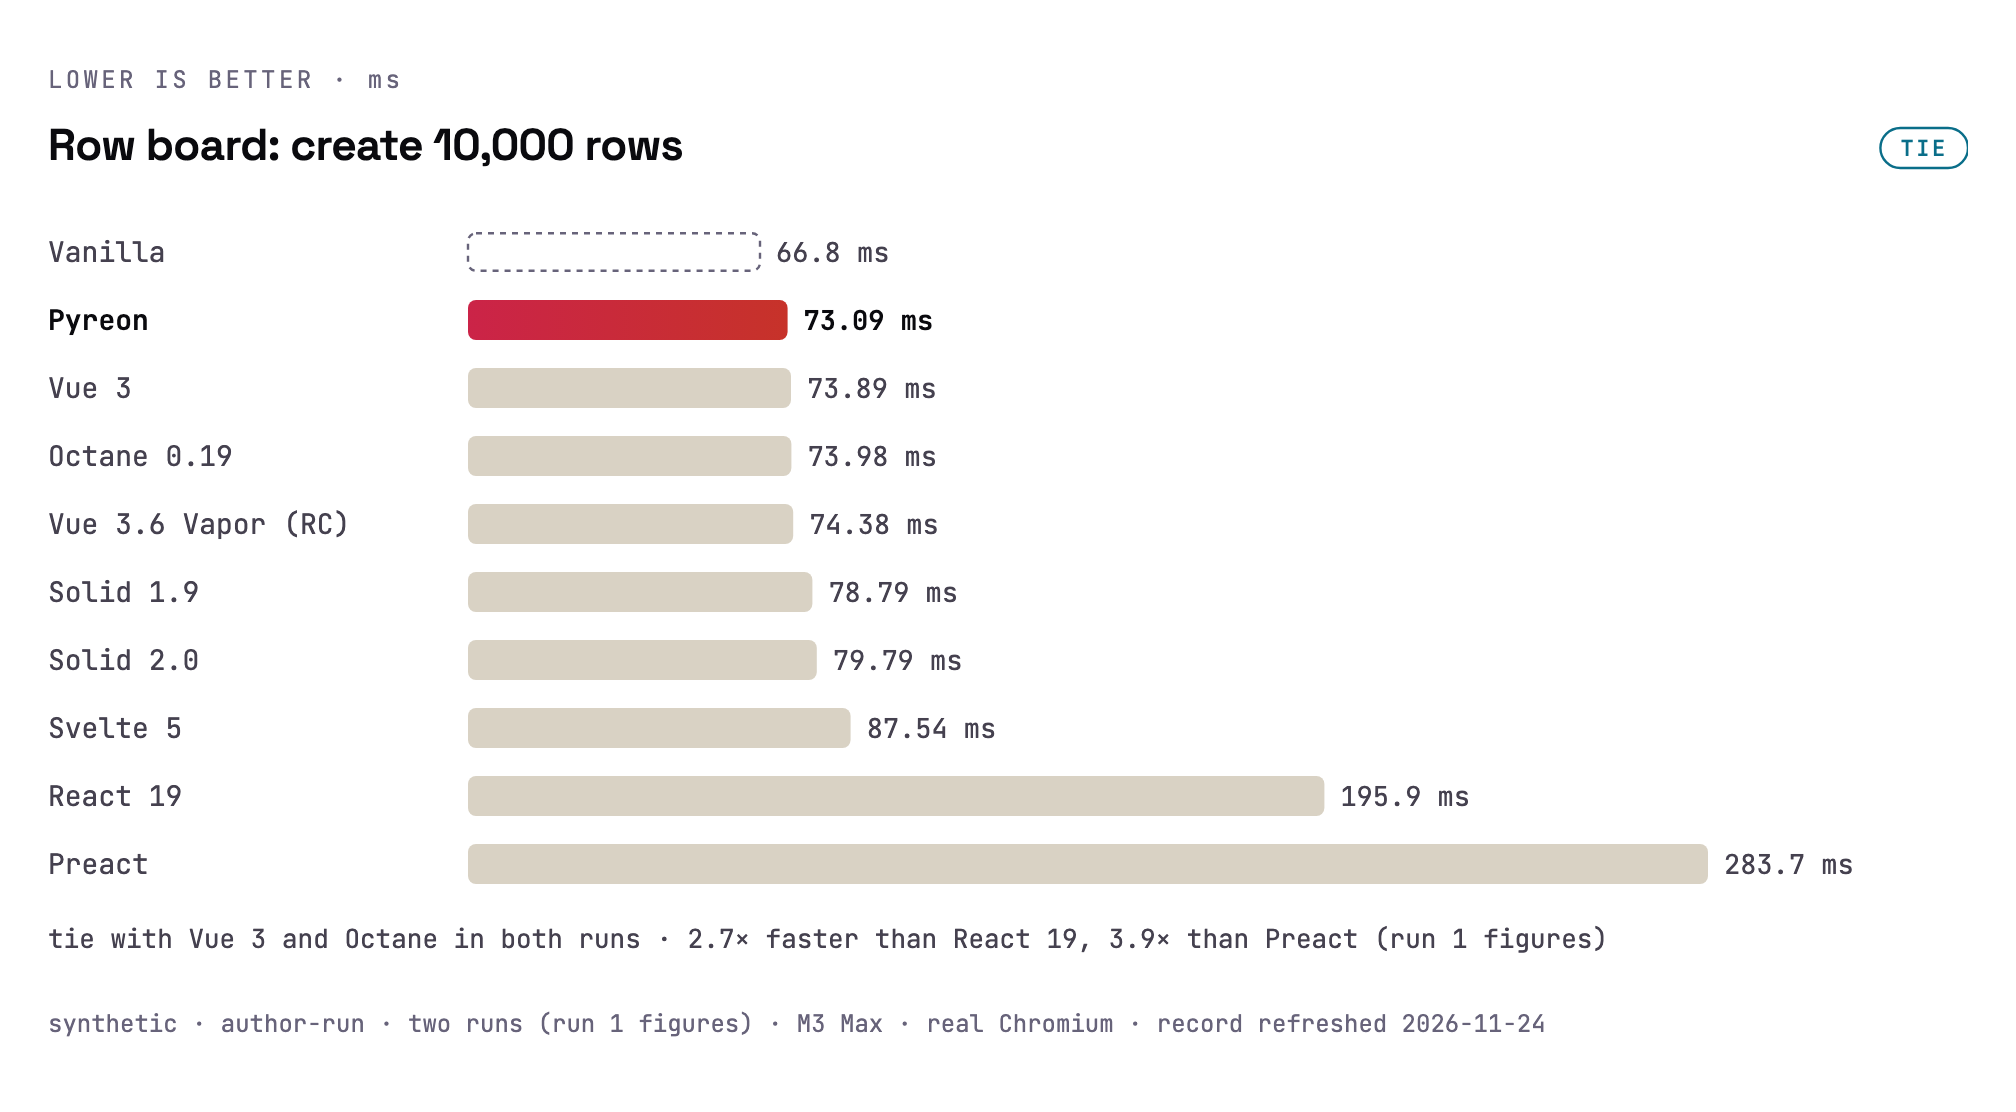 LOWER IS BETTER · ms
Row board: create 10,000 rows
TIE
Vanilla 66.8 ms
Pyreon 73.09 ms
Vue 3 73.89 ms
Octane 0.19 73.98 ms
Vue 3.6 Vapor (RC) 74.38 ms
Solid 1.9 78.79 ms
Solid 2.0 79.79 ms
Svelte 5 87.54 ms
React 19 195.9 ms
Preact 283.7 ms
tie with Vue 3 and Octane in both runs · 2.7× faster than React 19, 3.9× than Preact (run 1 figures)
synthetic · author-run · two runs (run 1 figures) · M3 Max · real Chromium · record refreshed 2026-11-24